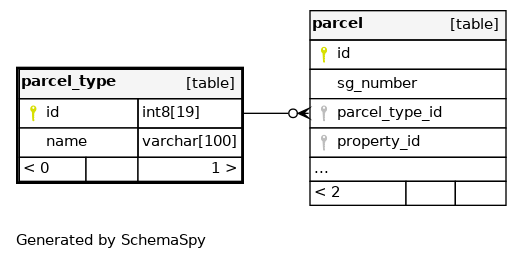 parcel_type [table]
id int8[19]
name varchar[100]
< 0 1 >
parcel [table]
id
sg_number
parcel_type_id
property_id
...
< 2
Generated by SchemaSpy